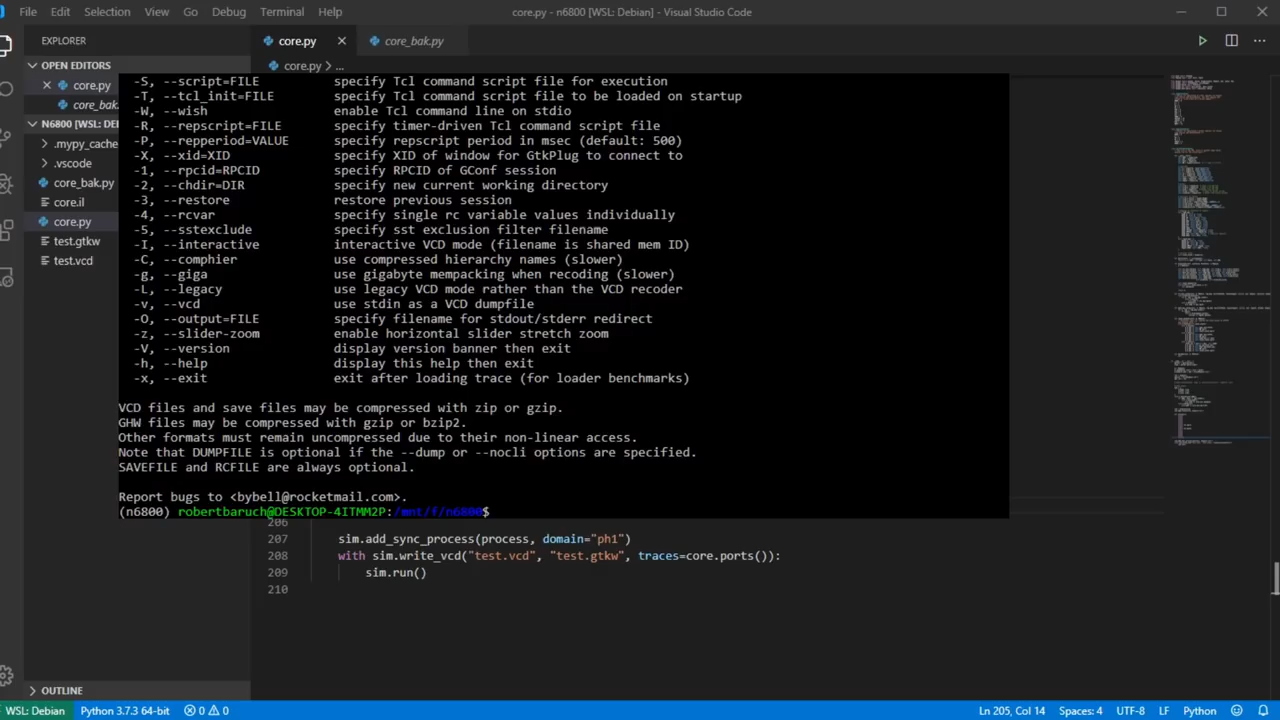 File Edit Selection View Go Debug Terminal Help core.py - n6800 [WSL: Debian] - Visual Studio Code
EXPLORER
OPEN EDITORS
core.py
core_bak.
N6800 [WSL: DEI
.mypy_cache
.vscode
core_bak.py
core.il
core.py
test.gtkw
test.vcd
OUTLINE
core.py core_bak.py
core.py > ...
-S, --script=FILE specify Tcl command script file for execution
-T, --tcl_init=FILE specify Tcl command script file to be loaded on startup
-W, --wish enable Tcl command line on stdio
-R, --repscript=FILE specify timer-driven Tcl command script file
-P, --repperiod=VALUE specify repscript period in msec (default: 500)
-X, --xid=XID specify XID of window for GtkPlug to connect to
-1, --rpcid=RPCID specify RPCID of GConf session
-2, --chdir=DIR specify new current working directory
-3, --restore restore previous session
-4, --rcvar specify single rc variable values individually
-5, --sstexclude specify sst exclusion filter filename
-I, --interactive interactive VCD mode (filename is shared mem ID)
-C, --comphier use compressed hierarchy names (slower)
-g, --giga use gigabyte mempacking when recoding (slower)
-L, --legacy use legacy VCD mode rather than the VCD recoder
-v, --vcd use stdin as a VCD dumpfile
-O, --output=FILE specify filename for stdout/stderr redirect
-z, --slider-zoom enable horizontal slider stretch zoom
-V, --version display version banner then exit
-h, --help display this help then exit
-x, --exit exit after loading trace (for loader benchmarks)
VCD files and save files may be compressed with zip or gzip.
GHW files may be compressed with gzip or bzip2.
Other formats must remain uncompressed due to their non-linear access.
Note that DUMPFILE is optional if the --dump or --nocli options are specified.
SAVEFILE and RCFILE are always optional.
Report bugs to <bybell@rocketmail.com>.
(n6800) robertbaruch@DESKTOP-4ITMM2P:/mnt/f/n6800$
206
207 sim.add_sync_process(process, domain="ph1")
208 with sim.write_vcd("test.vcd", "test.gtkw", traces=core.ports()):
209 sim.run()
210
WSL: Debian Python 3.7.3 64-bit 0 0 Ln 205, Col 14 Spaces: 4 UTF-8 LF Python